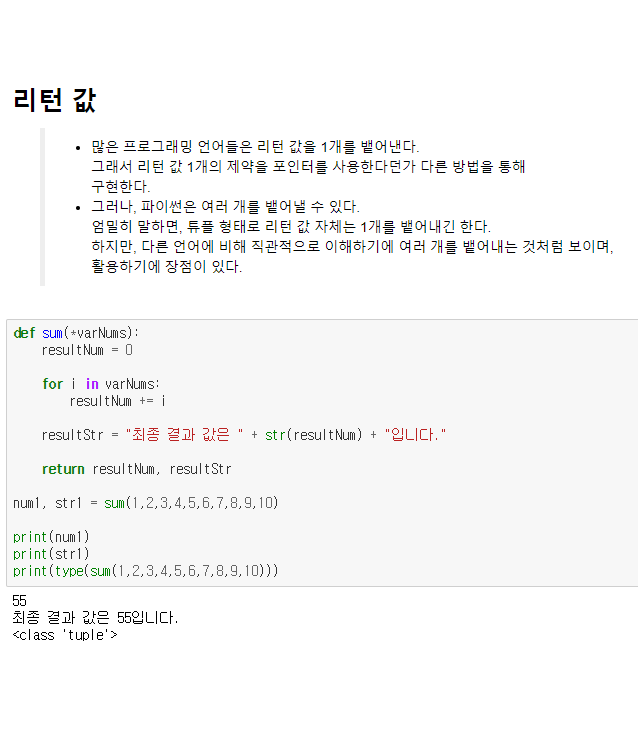 리턴 값
많은 프로그래밍 언어들은 리턴 값을 1개를 뱉어낸다.
그래서 리턴 값 1개의 제약을 포인터를 사용한다던가 다른 방법을 통해
구현한다.
그러나, 파이썬은 여러 개를 뱉어낼 수 있다.
엄밀히 말하면, 튜플 형태로 리턴 값 자체는 1개를 뱉어내긴 한다.
하지만, 다른 언어에 비해 직관적으로 이해하기에 여러 개를 뱉어내는 것처럼 보이며,
활용하기에 장점이 있다.
def sum(*varNums):
    resultNum = 0
    for i in varNums:
        resultNum += i
    resultStr = "최종 결과 값은 " + str(resultNum) + "입니다."
    return resultNum, resultStr
num1, str1 = sum(1,2,3,4,5,6,7,8,9,10)
print(num1)
print(str1)
print(type(sum(1,2,3,4,5,6,7,8,9,10)))
55
최종 결과 값은 55입니다.
<class 'tuple'>